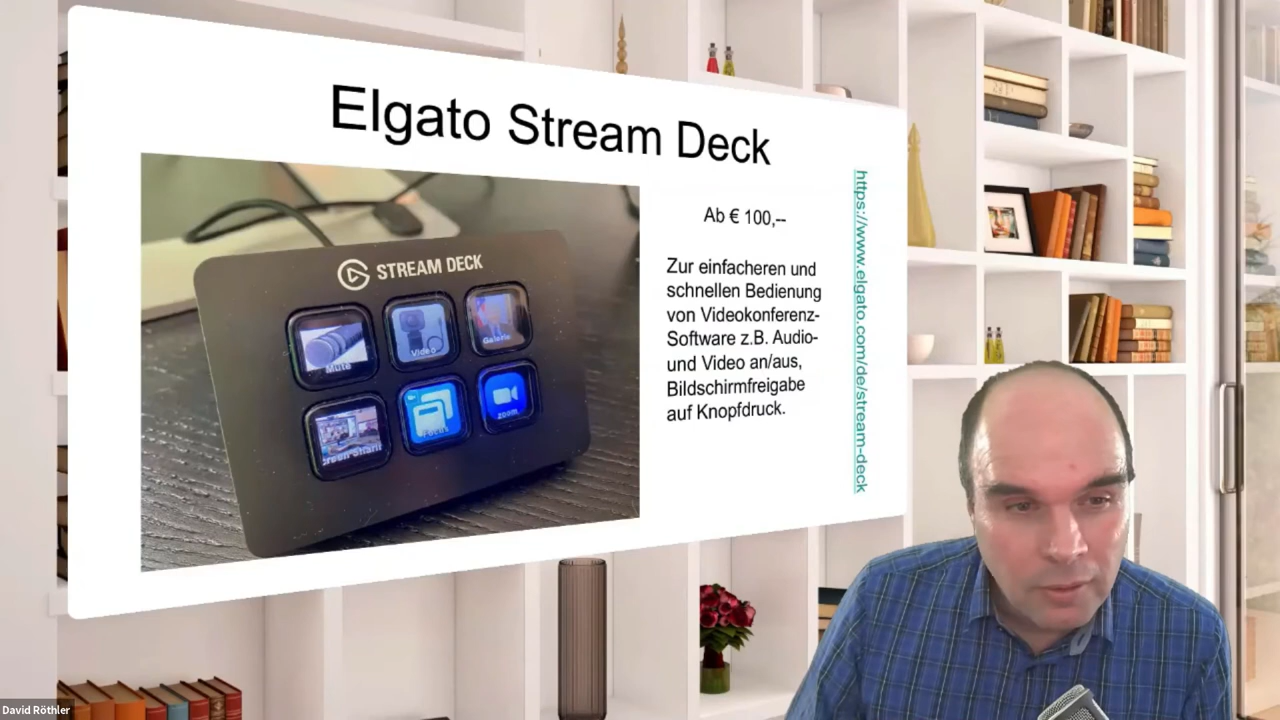 Elgato Stream Deck
STREAM DECK
Mute
Video
Galerie
Focus
zoom
Ab € 100,--
Zur einfacheren und
schnellen Bedienung
von Videokonferenz-
Software z.B. Audio-
und Video an/aus,
Bildschirmfreigabe
auf Knopfdruck.
https://www.elgato.com/de/stream-deck
David Röthler